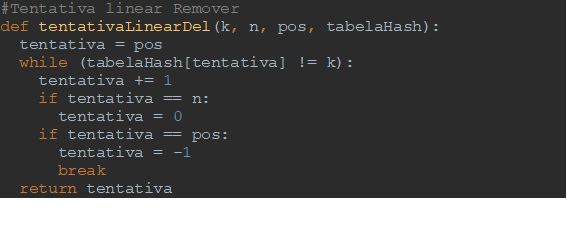 #Tentativa linear Remover
def tentativaLinearDel(k, n, pos, tabelaHash):
  tentativa = pos
  while (tabelaHash[tentativa] != k):
    tentativa += 1
    if tentativa == n:
      tentativa = 0
    if tentativa == pos:
      tentativa = -1
      break
  return tentativa